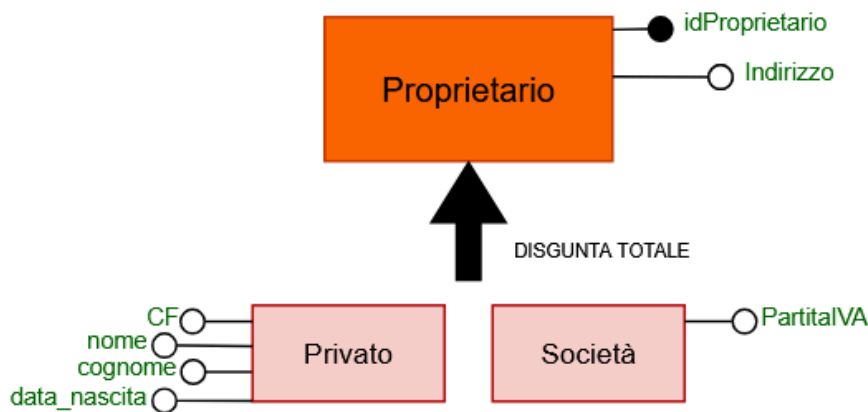 idProprietario
Proprietario
Indirizzo
DISGUNTA TOTALE
CF
nome
cognome
data_nascita
Privato
Società
PartitaIVA